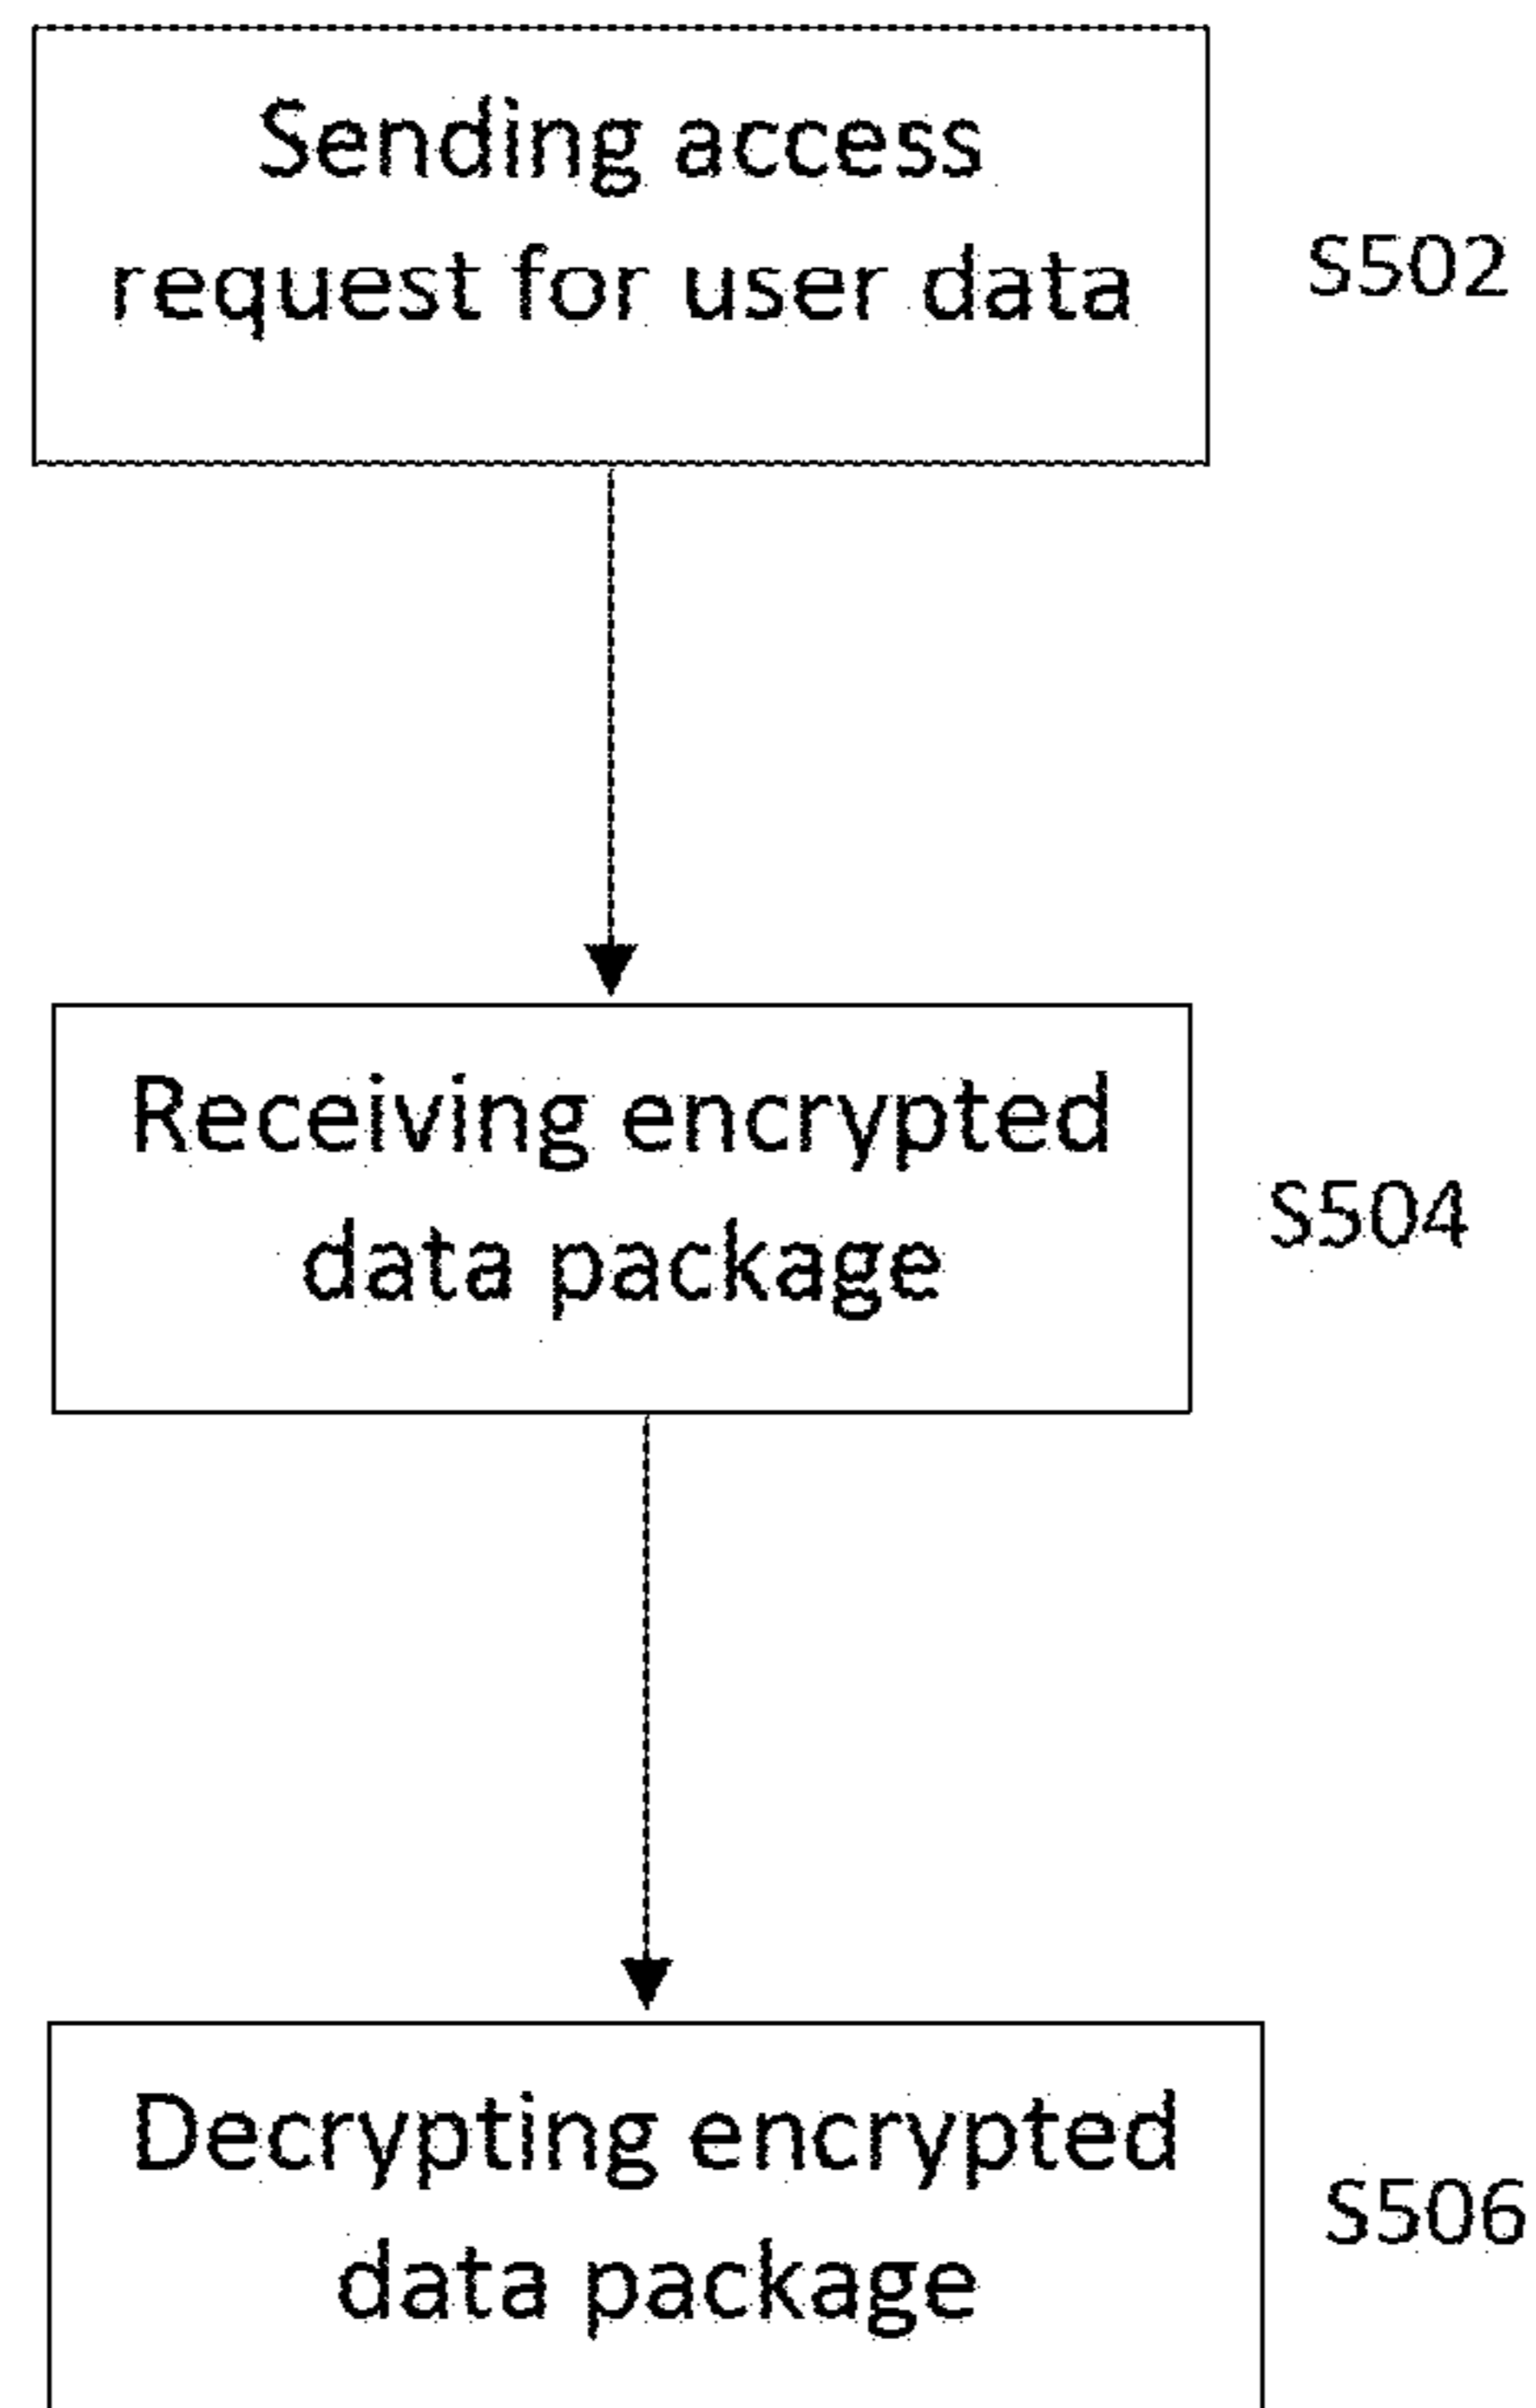 Sending access
request for user data
S502
Receiving encrypted
data package
S504
Decrypting encrypted
data package
S506